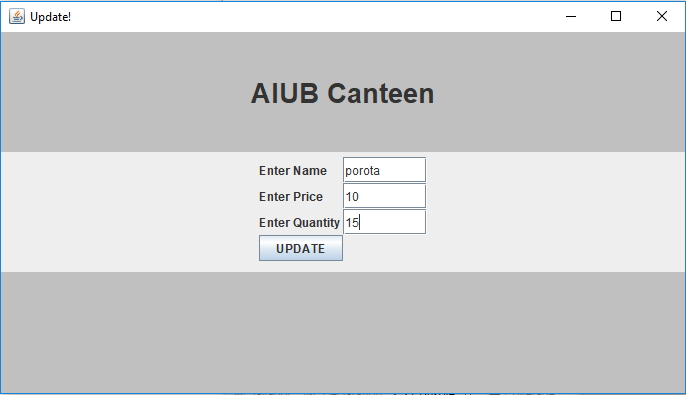 Update!
AIUB Canteen
Enter Name porota
Enter Price 10
Enter Quantity 15
UPDATE